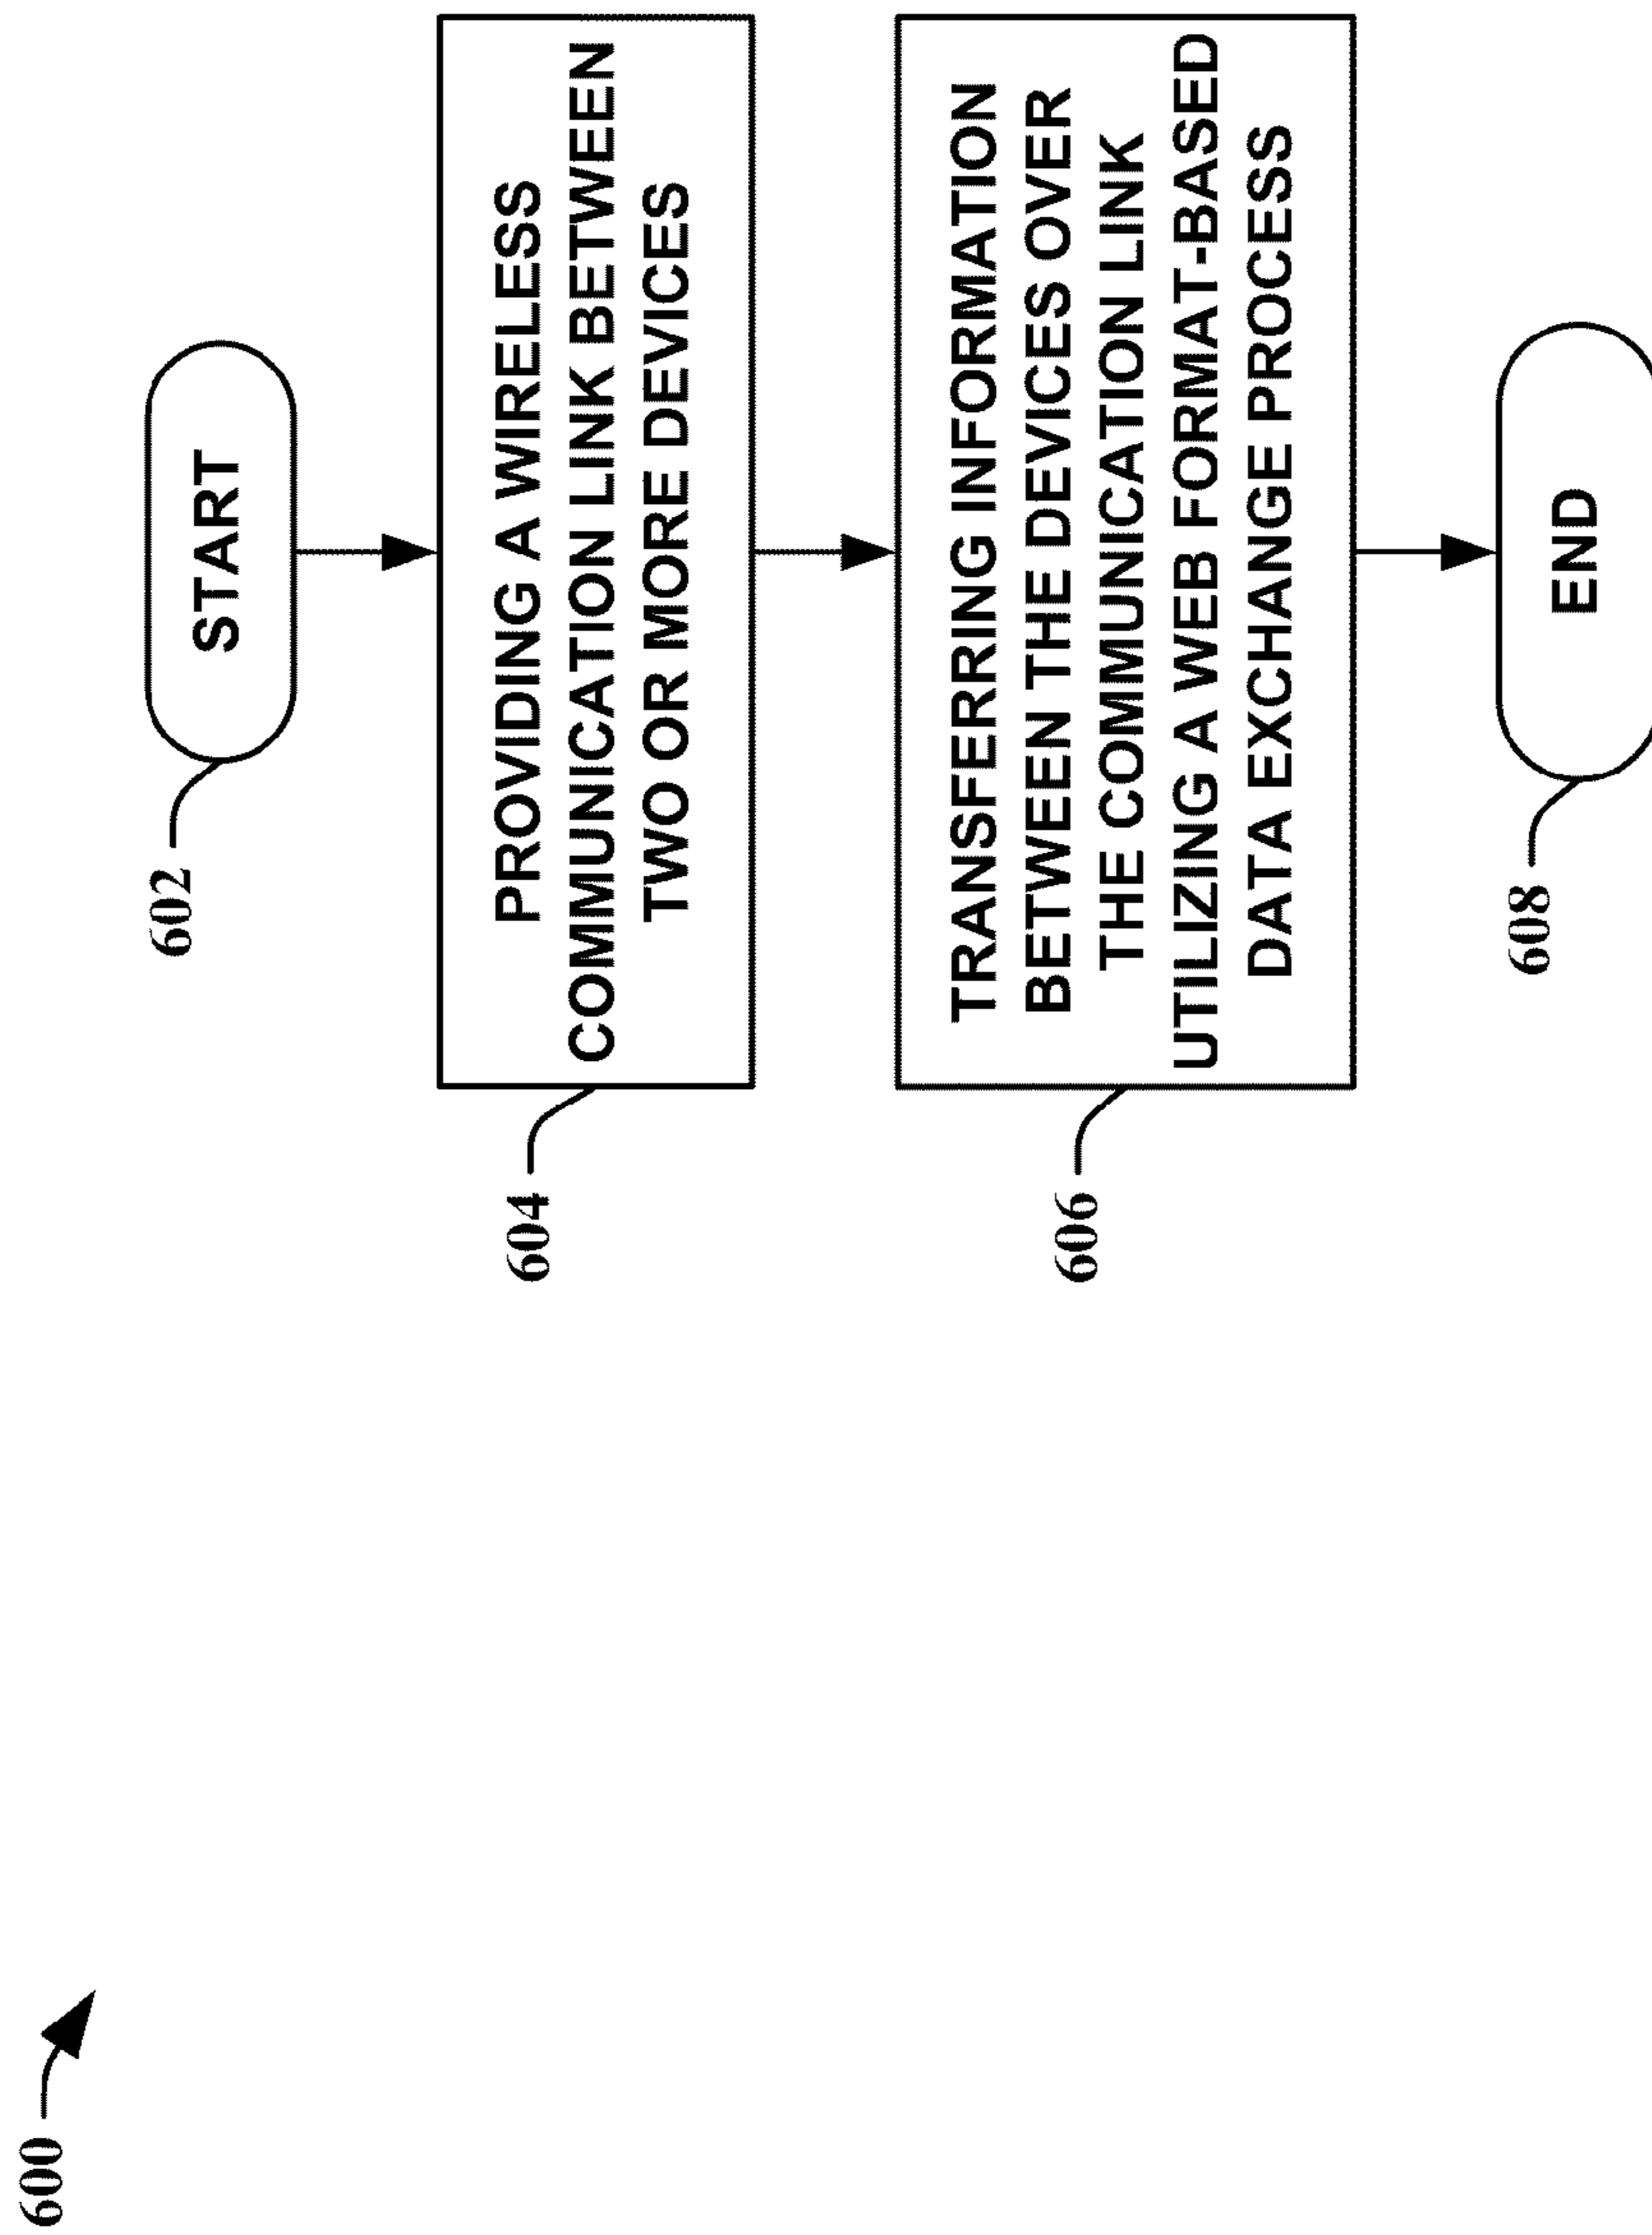 600
602
START
604
PROVIDING A WIRELESS
COMMUNICATION LINK BETWEEN
TWO OR MORE DEVICES
606
TRANSFERRING INFORMATION
BETWEEN THE DEVICES OVER
THE COMMUNICATION LINK
UTILIZING A WEB FORMAT-BASED
DATA EXCHANGE PROCESS
608
END